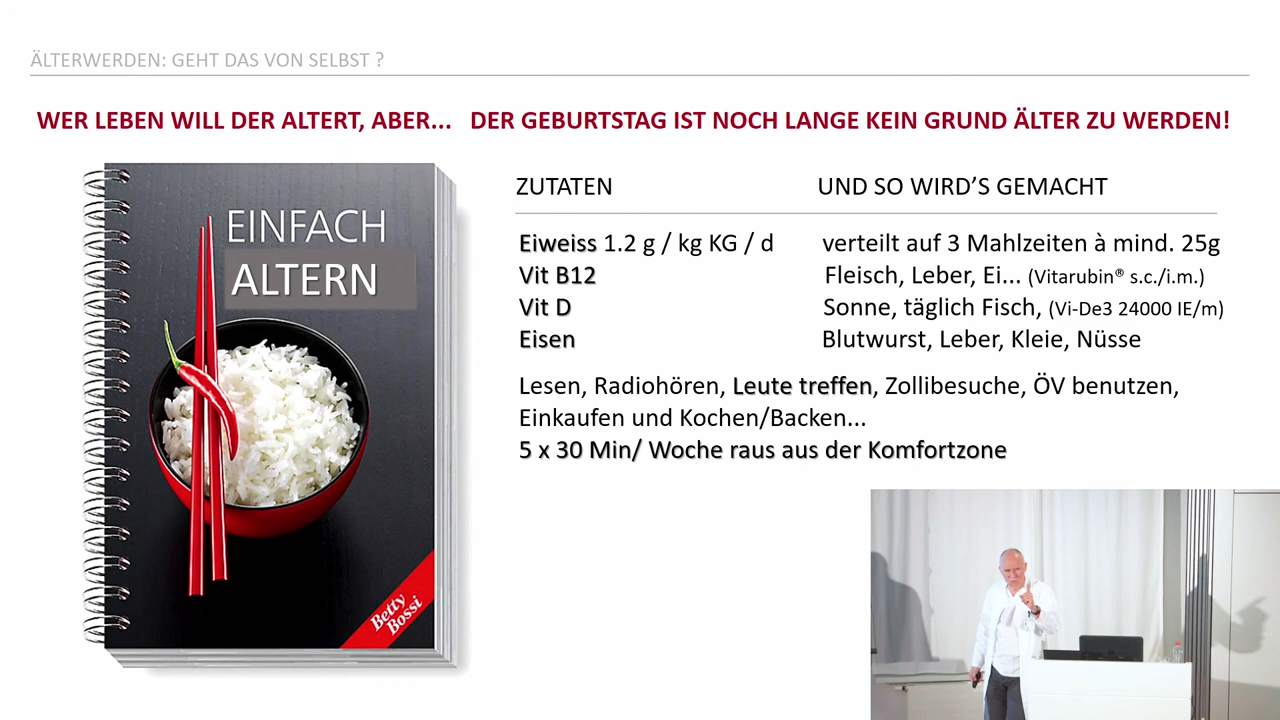 ÄLTERWERDEN: GEHT DAS VON SELBST ?
WER LEBEN WILL DER ALTERT, ABER... DER GEBURTSTAG IST NOCH LANGE KEIN GRUND ÄLTER ZU WERDEN!
EINFACH
ALTERN
Betty
Bossi
ZUTATEN UND SO WIRD’S GEMACHT
Eiweiss 1.2 g / kg KG / d verteilt auf 3 Mahlzeiten à mind. 25g
Vit B12 Fleisch, Leber, Ei... (Vitarubin® s.c./i.m.)
Vit D Sonne, täglich Fisch, (Vi-De3 24000 IE/m)
Eisen Blutwurst, Leber, Kleie, Nüsse
Lesen, Radiohören, Leute treffen, Zollibesuche, ÖV benutzen,
Einkaufen und Kochen/Backen...
5 x 30 Min/ Woche raus aus der Komfortzone